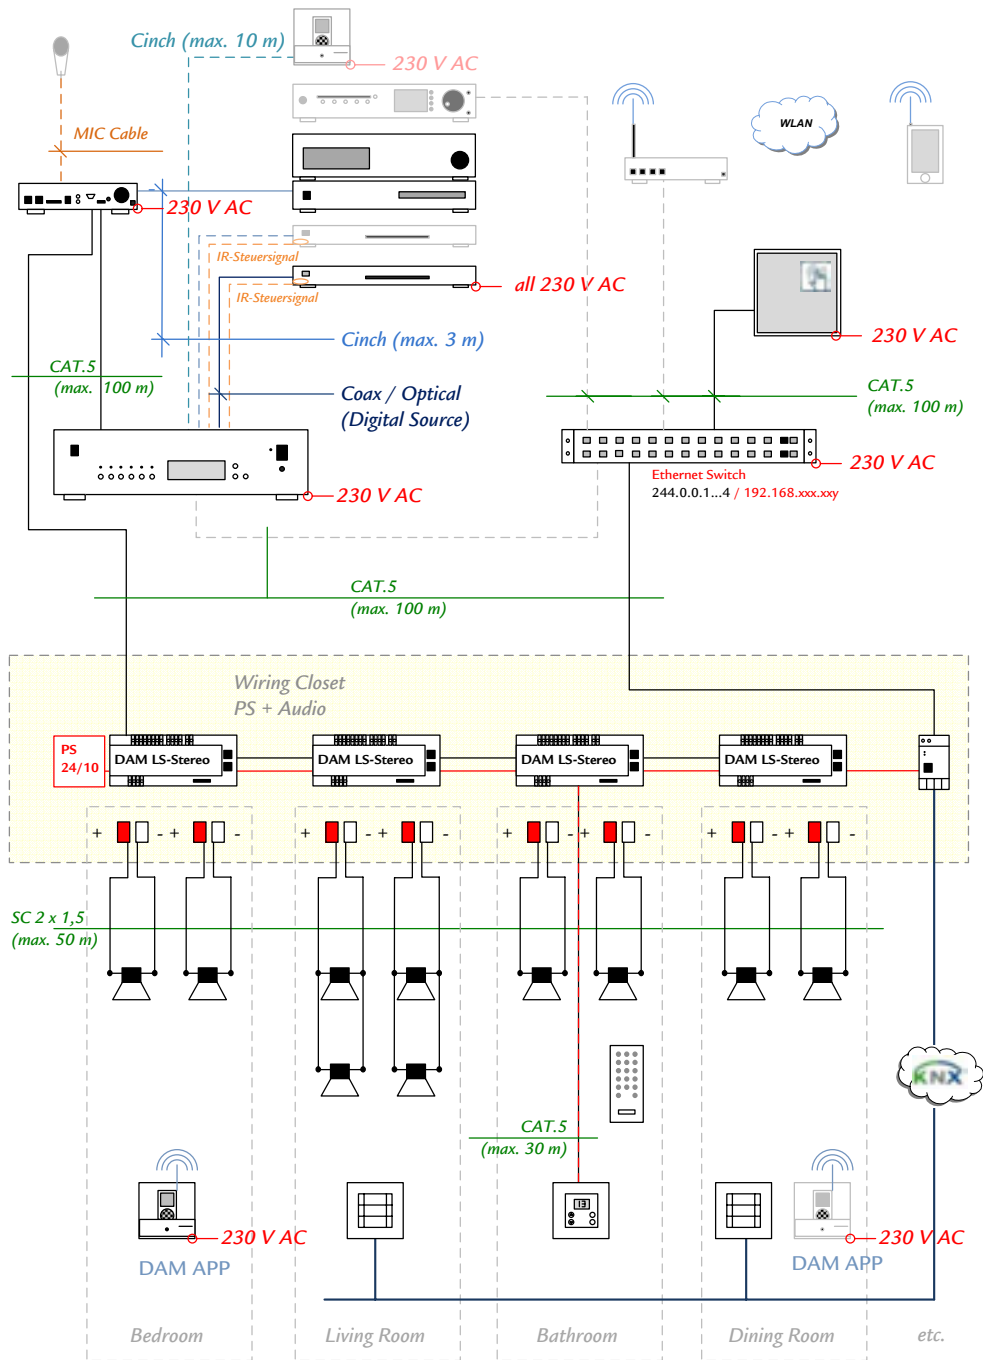 Cinch (max. 10 m)
230 V AC
MIC Cable
WLAN
230 V AC
IR-Steuersignal
IR-Steuersignal
all 230 V AC
230 V AC
Cinch (max. 3 m)
CAT.5
(max. 100 m)
Coax / Optical
(Digital Source)
CAT.5
(max. 100 m)
230 V AC
230 V AC
Ethernet Switch
244.0.0.1...4 / 192.168.xxx.xxy
CAT.5
(max. 100 m)
Wiring Closet
PS + Audio
PS
24/10
DAM LS-Stereo
DAM LS-Stereo
DAM LS-Stereo
DAM LS-Stereo
+ - + -
+ - + -
+ - + -
+ - + -
SC 2 x 1,5
(max. 50 m)
KNX
CAT.5
(max. 30 m)
13
230 V AC
230 V AC
DAM APP
DAM APP
Bedroom
Living Room
Bathroom
Dining Room
etc.